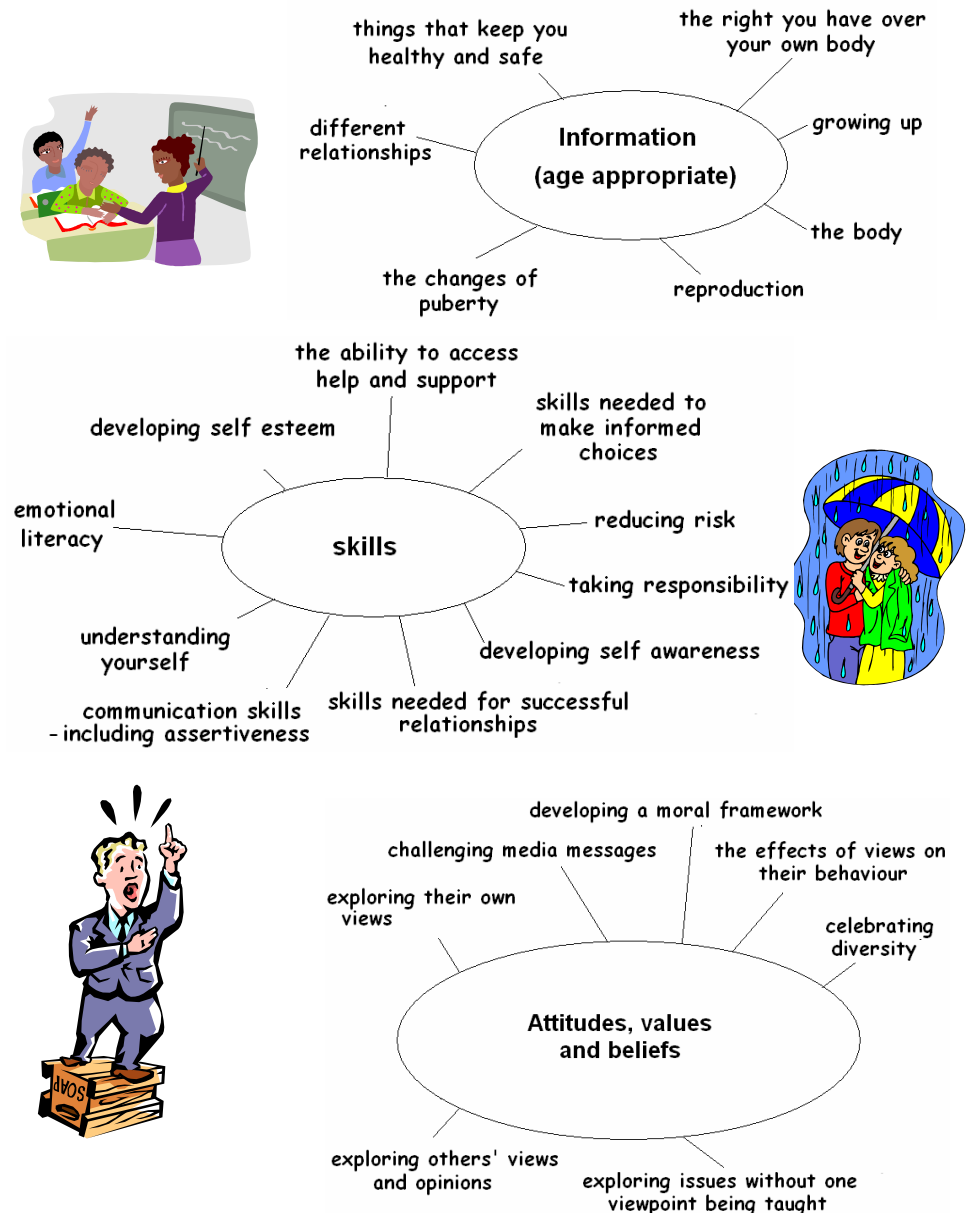 things that keep you
healthy and safe
the right you have over
your own body
different
relationships
Information
(age appropriate)
growing up
the body
the changes of
puberty
reproduction
the ability to access
help and support
developing self esteem
skills needed to
make informed
choices
emotional
literacy
skills
reducing risk
taking responsibility
understanding
yourself
developing self awareness
communication skills
-including assertiveness
skills needed for successful
relationships
developing a moral framework
challenging media messages
the effects of views on
their behaviour
exploring their own
views
celebrating
diversity
Attitudes, values
and beliefs
SOAP
exploring others' views
and opinions
exploring issues without one
viewpoint being taught